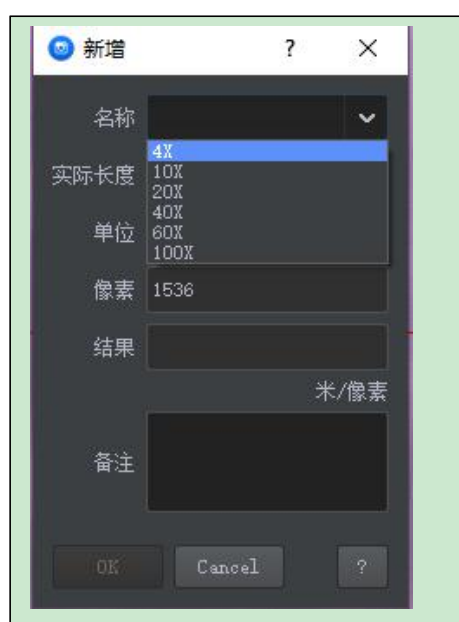 新增 ?
名称
4X
实际长度 10X
20X
40X
单位 60X
100X
像素 1536
结果
米/像素
备注
OK Cancel ?